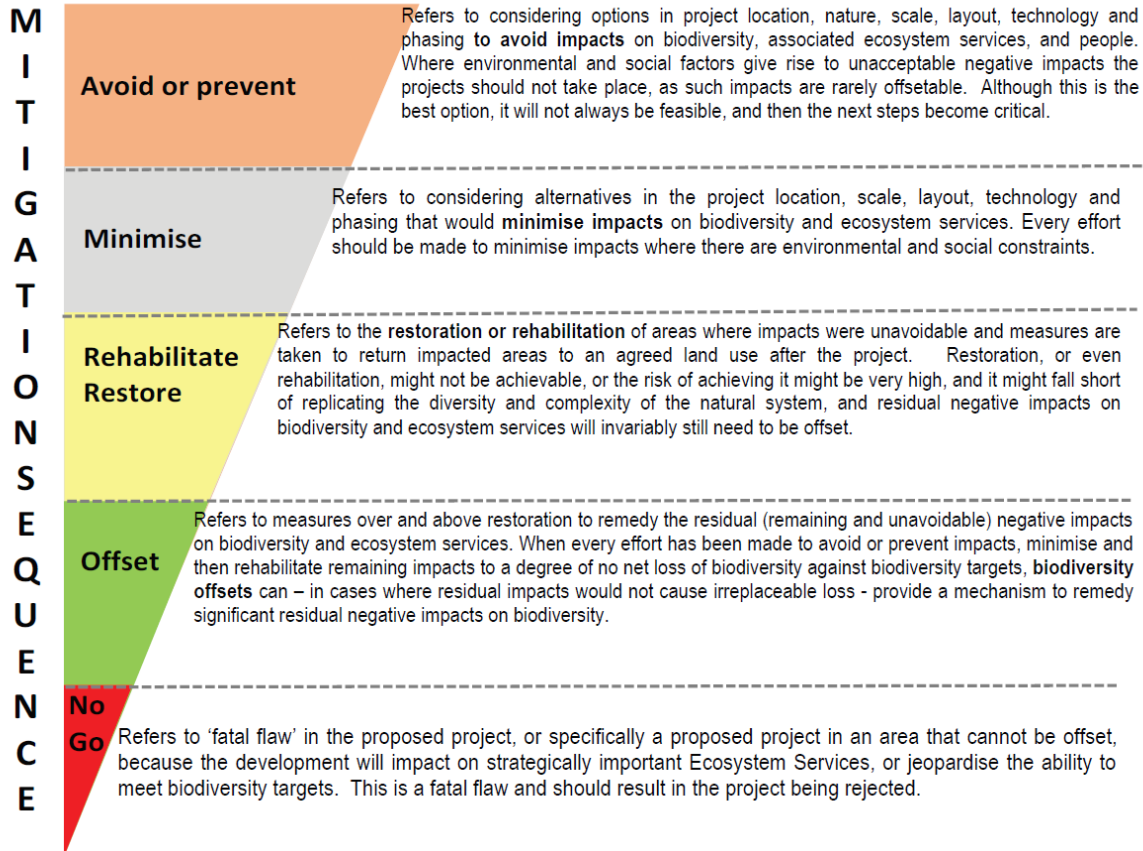 MITIGATION SEQUENCE
Avoid or prevent
Refers to considering options in project location, nature, scale, layout, technology and
phasing to avoid impacts on biodiversity, associated ecosystem services, and people.
Where environmental and social factors give rise to unacceptable negative impacts the
projects should not take place, as such impacts are rarely offsetable. Although this is the
best option, it will not always be feasible, and then the next steps become critical.
Minimise
Refers to considering alternatives in the project location, scale, layout, technology and
phasing that would minimise impacts on biodiversity and ecosystem services. Every effort
should be made to minimise impacts where there are environmental and social constraints.
Rehabilitate
Restore
Refers to the restoration or rehabilitation of areas where impacts were unavoidable and measures are
taken to return impacted areas to an agreed land use after the project. Restoration, or even
rehabilitation, might not be achievable, or the risk of achieving it might be very high, and it might fall short
of replicating the diversity and complexity of the natural system, and residual negative impacts on
biodiversity and ecosystem services will invariably still need to be offset.
Offset
Refers to measures over and above restoration to remedy the residual (remaining and unavoidable) negative impacts
on biodiversity and ecosystem services. When every effort has been made to avoid or prevent impacts, minimise and
then rehabilitate remaining impacts to a degree of no net loss of biodiversity against biodiversity targets, biodiversity
offsets can – in cases where residual impacts would not cause irreplaceable loss - provide a mechanism to remedy
significant residual negative impacts on biodiversity.
No
Go
Refers to ‘fatal flaw’ in the proposed project, or specifically a proposed project in an area that cannot be offset,
because the development will impact on strategically important Ecosystem Services, or jeopardise the ability to
meet biodiversity targets. This is a fatal flaw and should result in the project being rejected.